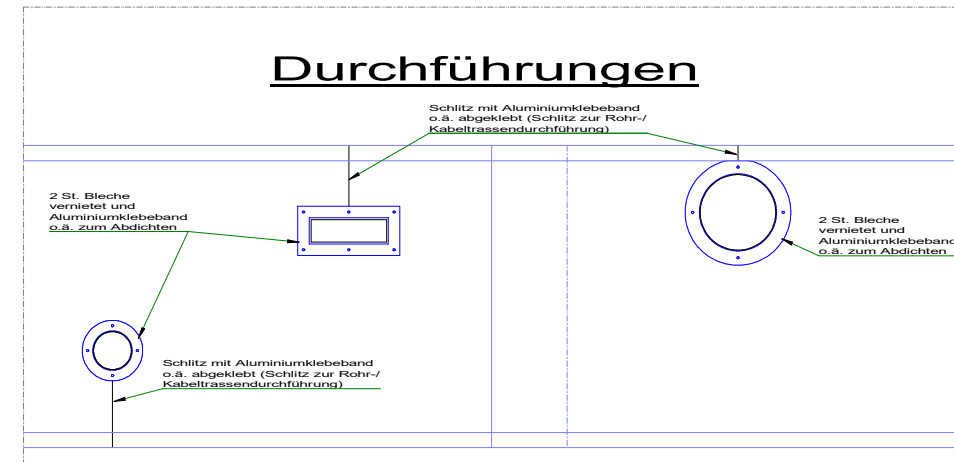 Durchführungen
Schlitz mit Aluminiumklebeband
o.ä. abgeklebt (Schlitz zur Rohr-/
Kabeltrassendurchführung)
2 St. Bleche
vernietet und
Aluminiumklebeband
o.ä. zum Abdichten
2 St. Bleche
vernietet und
Aluminiumklebeband
o.ä. zum Abdichten
Schlitz mit Aluminiumklebeband
o.ä. abgeklebt (Schlitz zur Rohr-/
Kabeltrassendurchführung)